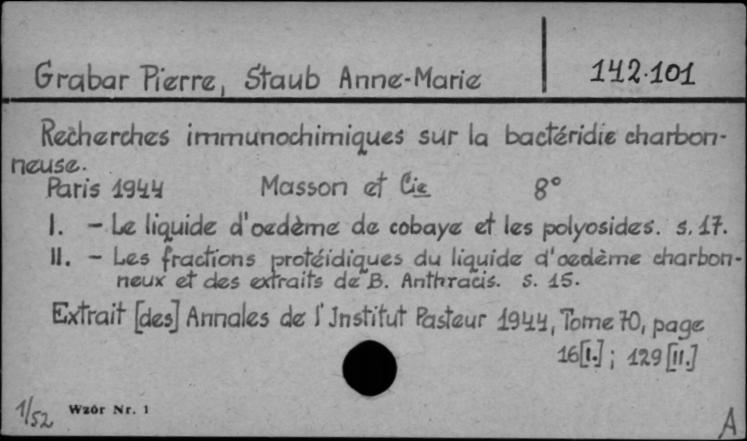 Grabar Pierre, Staub Anne-Marie
142.101
Recherches immunochimiques sur la bactéridie charbon-
neuse.
Paris 1944 Masson et Cie 8°
I. - Le liquide d'oedème de cobaye et les polyosides. s. 17.
II. - Les fractions protéidiques du liquide d'oedème charbon-
neux et des extraits de B. Anthracis. s. 15.
Extrait [des] Annales de l'Institut Pasteur 1944, Tome 70, page
16[I.]; 129[II.]
1/52 Wzór Nr. 1
A